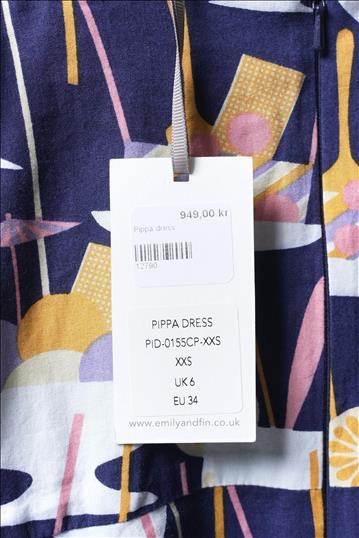 949,00 kr
Pippa dress
12790
PIPPA DRESS
PID-0155CP-XXS
XXS
UK 6
EU 34
www.emilyandfin.co.uk